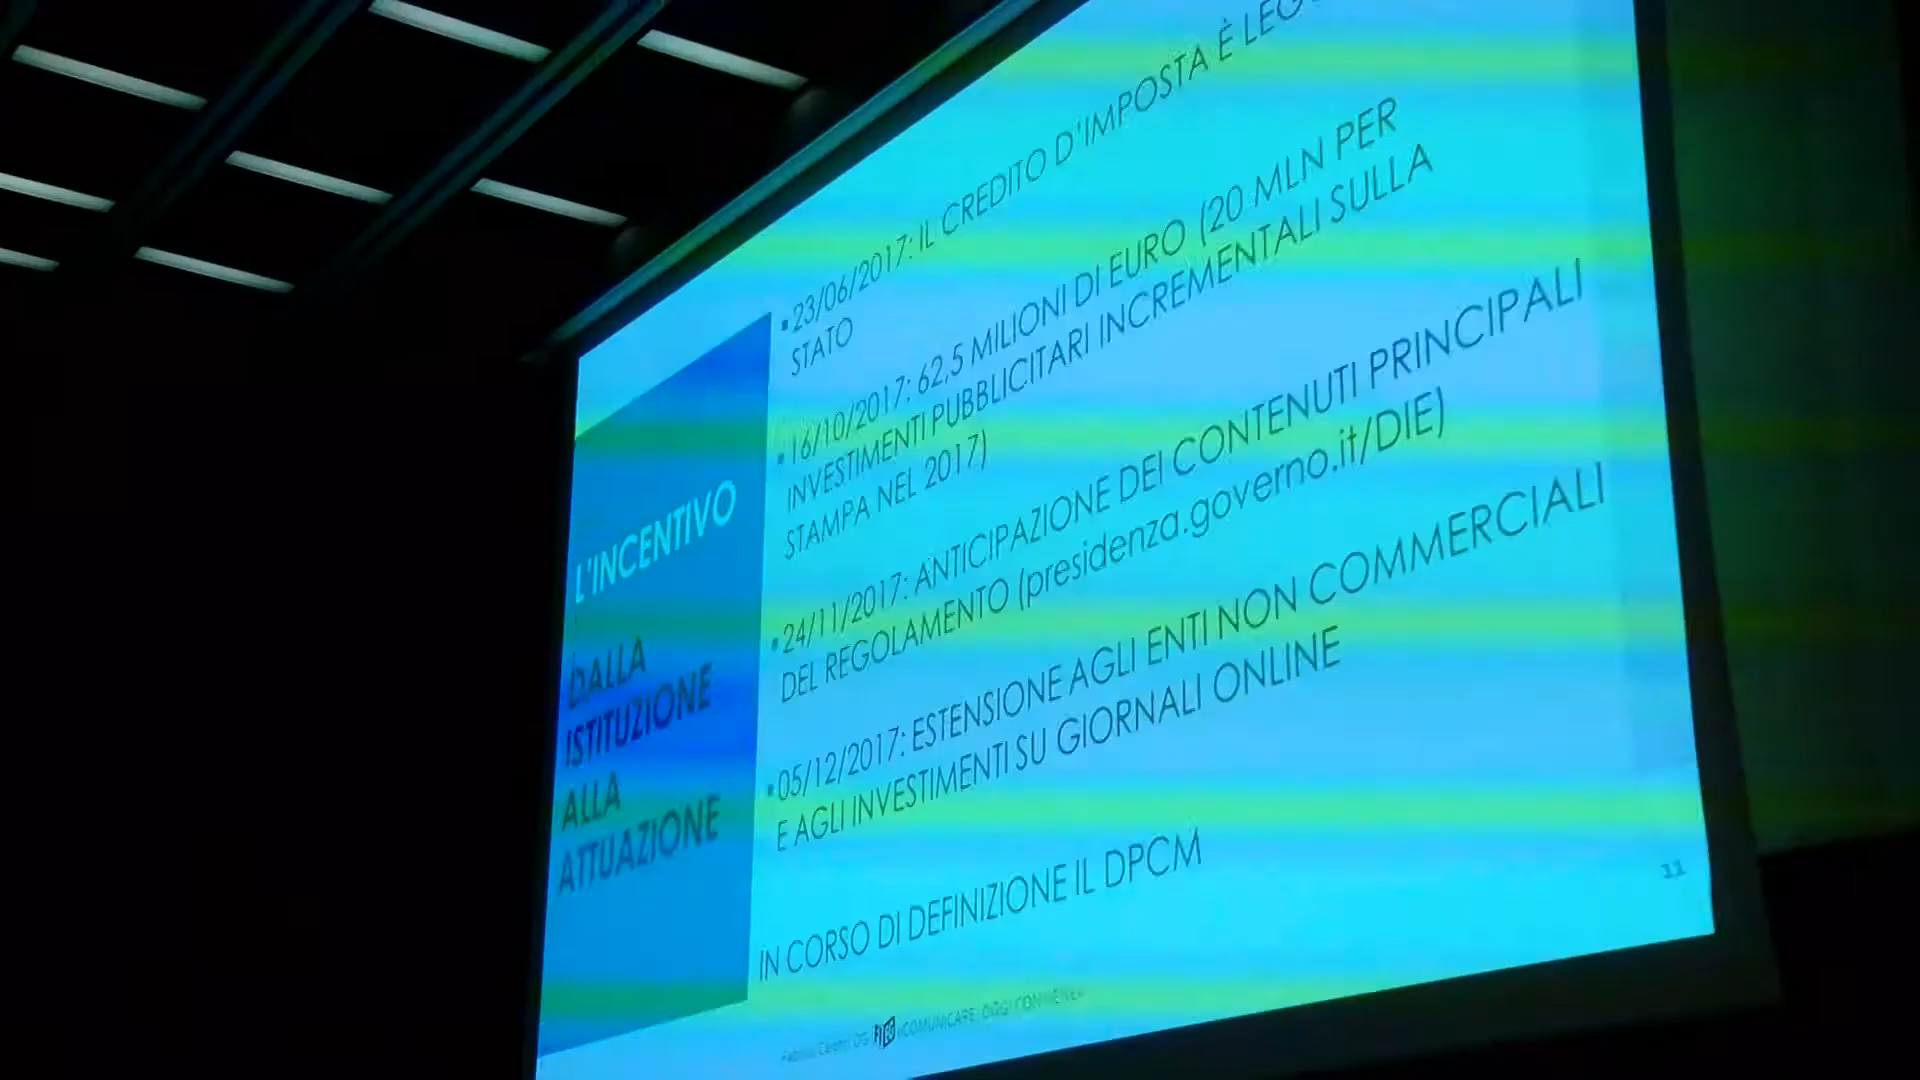 L'INCENTIVO
DALLA
ISTITUZIONE
ALLA
ATTUAZIONE
▪23/06/2017: IL CREDITO D'IMPOSTA È
STATO
▪16/10/2017: 62,5 MILIONI DI EURO (20 MLN PER
INVESTIMENTI PUBBLICITARI INCREMENTALI SULLA
STAMPA NEL 2017)
▪24/11/2017: ANTICIPAZIONE DEI CONTENUTI PRINCIPALI
DEL REGOLAMENTO (presidenza.governo.it/DIE)
▪05/12/2017: ESTENSIONE AGLI ENTI NON COMMERCIALI
E AGLI INVESTIMENTI SU GIORNALI ONLINE
IN CORSO DI DEFINIZIONE IL DPCM
COMUNICARE: OGGI
11